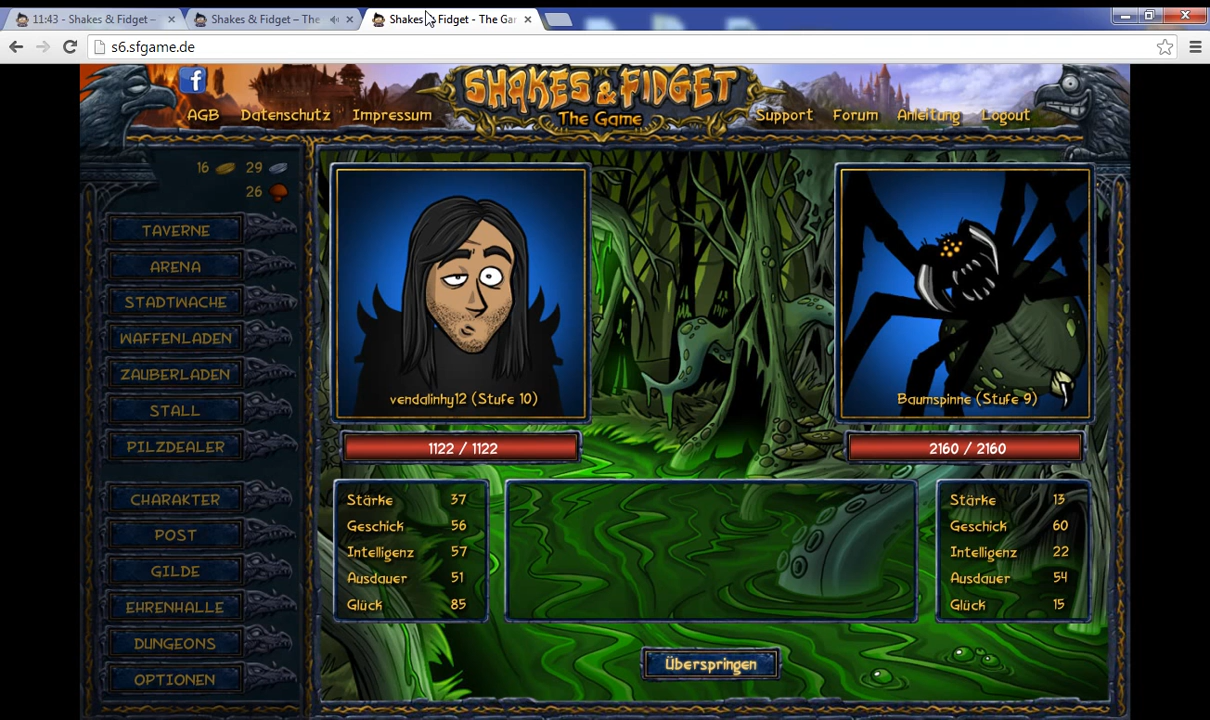 11:43 - Shakes & Fidget –
Shakes & Fidget – The
Shakes & Fidget - The Gar
s6.sfgame.de
f
SHAKES & FIDGET
The Game
AGB Datenschutz Impressum
Support Forum Anleitung Logout
16 29
26
TAVERNE
ARENA
STADTWACHE
WAFFENLADEN
ZAUBERLADEN
STALL
PILZDEALER
CHARAKTER
POST
GILDE
EHRENHALLE
DUNGEONS
OPTIONEN
vendalinhy12 (Stufe 10)
1122 / 1122
Stärke 37
Geschick 56
Intelligenz 57
Ausdauer 51
Glück 85
Baumspinne (Stufe 9)
2160 / 2160
Stärke 13
Geschick 60
Intelligenz 22
Ausdauer 54
Glück 15
Überspringen